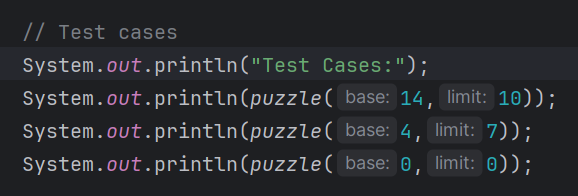 // Test cases
System.out.println("Test Cases:");
System.out.println(puzzle( base: 14, limit: 10));
System.out.println(puzzle( base: 4, limit: 7));
System.out.println(puzzle( base: 0, limit: 0));